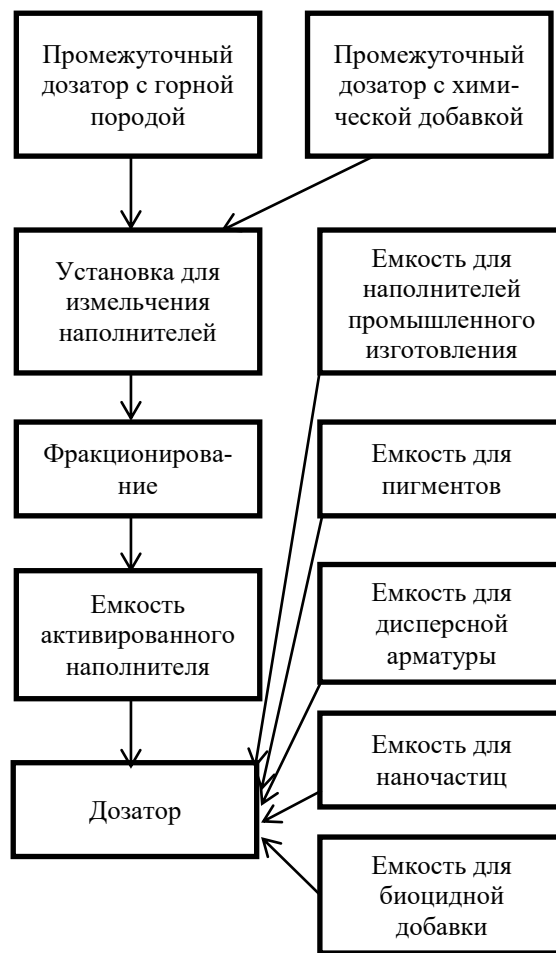 Промежуточный
дозатор с горной
породой
Промежуточный
дозатор с хими-
ческой добавкой
Установка для
измельчения
наполнителей
Емкость для
наполнителей
промышленного
изготовления
Фракционирова-
ние
Емкость для
пигментов
Емкость
активированного
наполнителя
Емкость для
дисперсной
арматуры
Дозатор
Емкость для
наночастиц
Емкость для
биоцидной
добавки